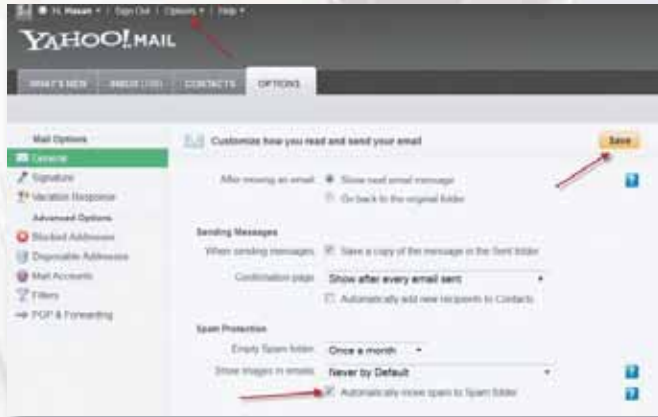 Hi, Hasan | Sign Out | Options | Help
YAHOO! MAIL
WHAT'S NEW INBOX CONTACTS OPTIONS
Mail Options
Customize how you read and send your email
Save
General
Signature
After moving an email: Show next email message
Vacation Response
Go back to the original folder
Advanced Options
Blocked Addresses
Sending Messages
Disposable Addresses
When sending messages: Save a copy of the message in the Sent folder
Mail Accounts
Confirmation page: Show after every email sent
Filters
Automatically add new recipients to Contacts
POP & Forwarding
Spam Protection
Empty Spam folder: Once a month
Show images in emails: Never by Default
Automatically move spam to Spam folder